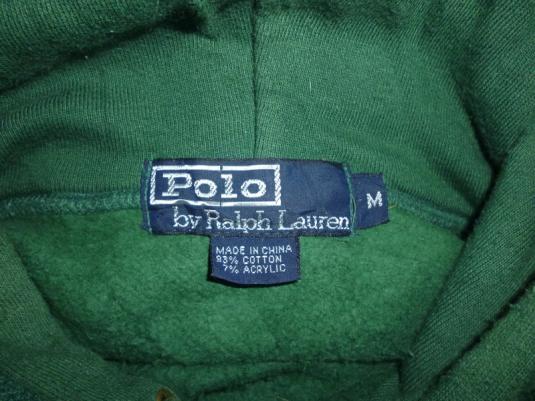 Polo
by Ralph Lauren
M
MADE IN CHINA
93% COTTON
7% ACRYLIC